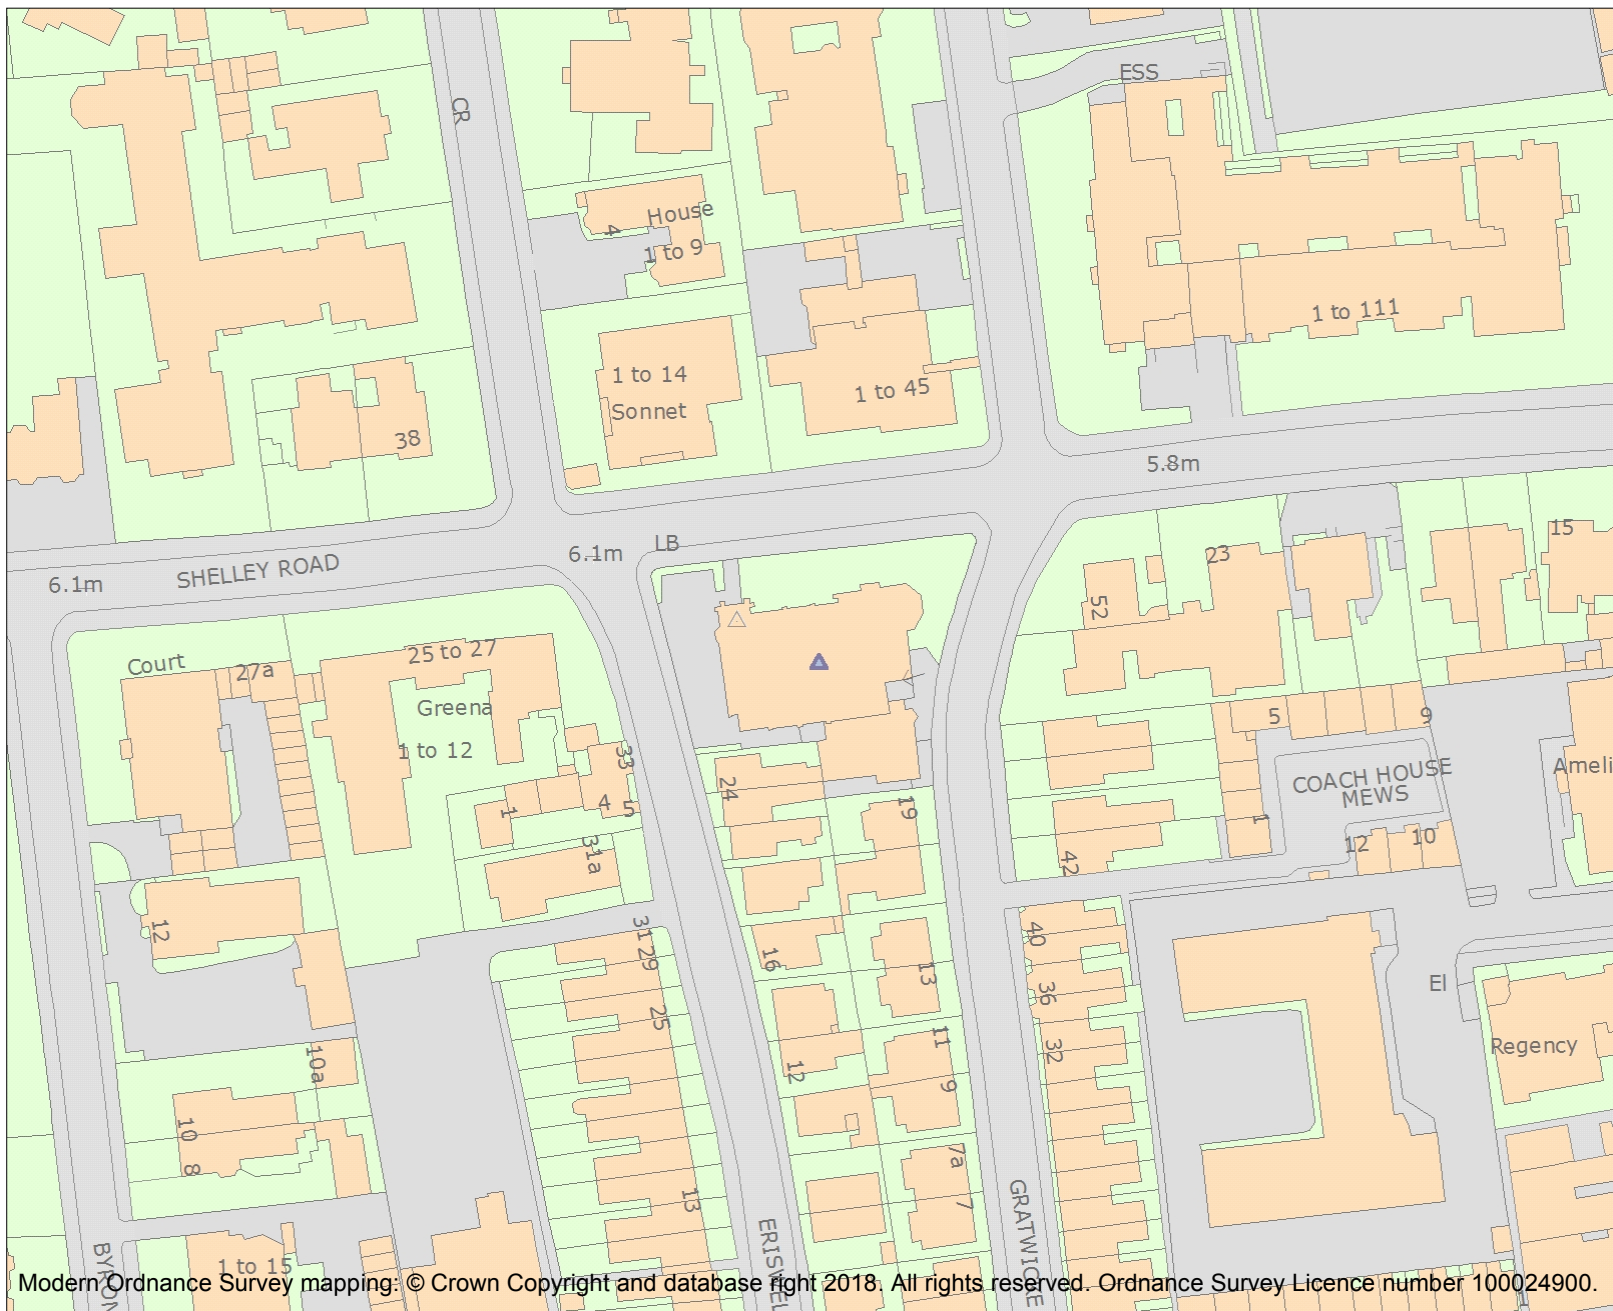 CR
ESS
House
4
1 to 9
1 to 111
1 to 14
Sonnet
1 to 45
38
5.8m
15
23
LB
6.1m
SHELLEY ROAD
6.1m
52
Court
27a
25 to 27
Greena
1 to 12
33
4
5
1
31a
24
19
5
9
COACH HOUSE
MEWS
Ameli
1
12
10
42
12
31
29
25
16
13
40
36
32
El
Regency
10a
12
11
9
10
8
7a
7
13
BYRON
1 to 15
ERISWEL
GRATWICKE
Modern Ordnance Survey mapping: © Crown Copyright and database right 2018. All rights reserved. Ordnance Survey Licence number 100024900.